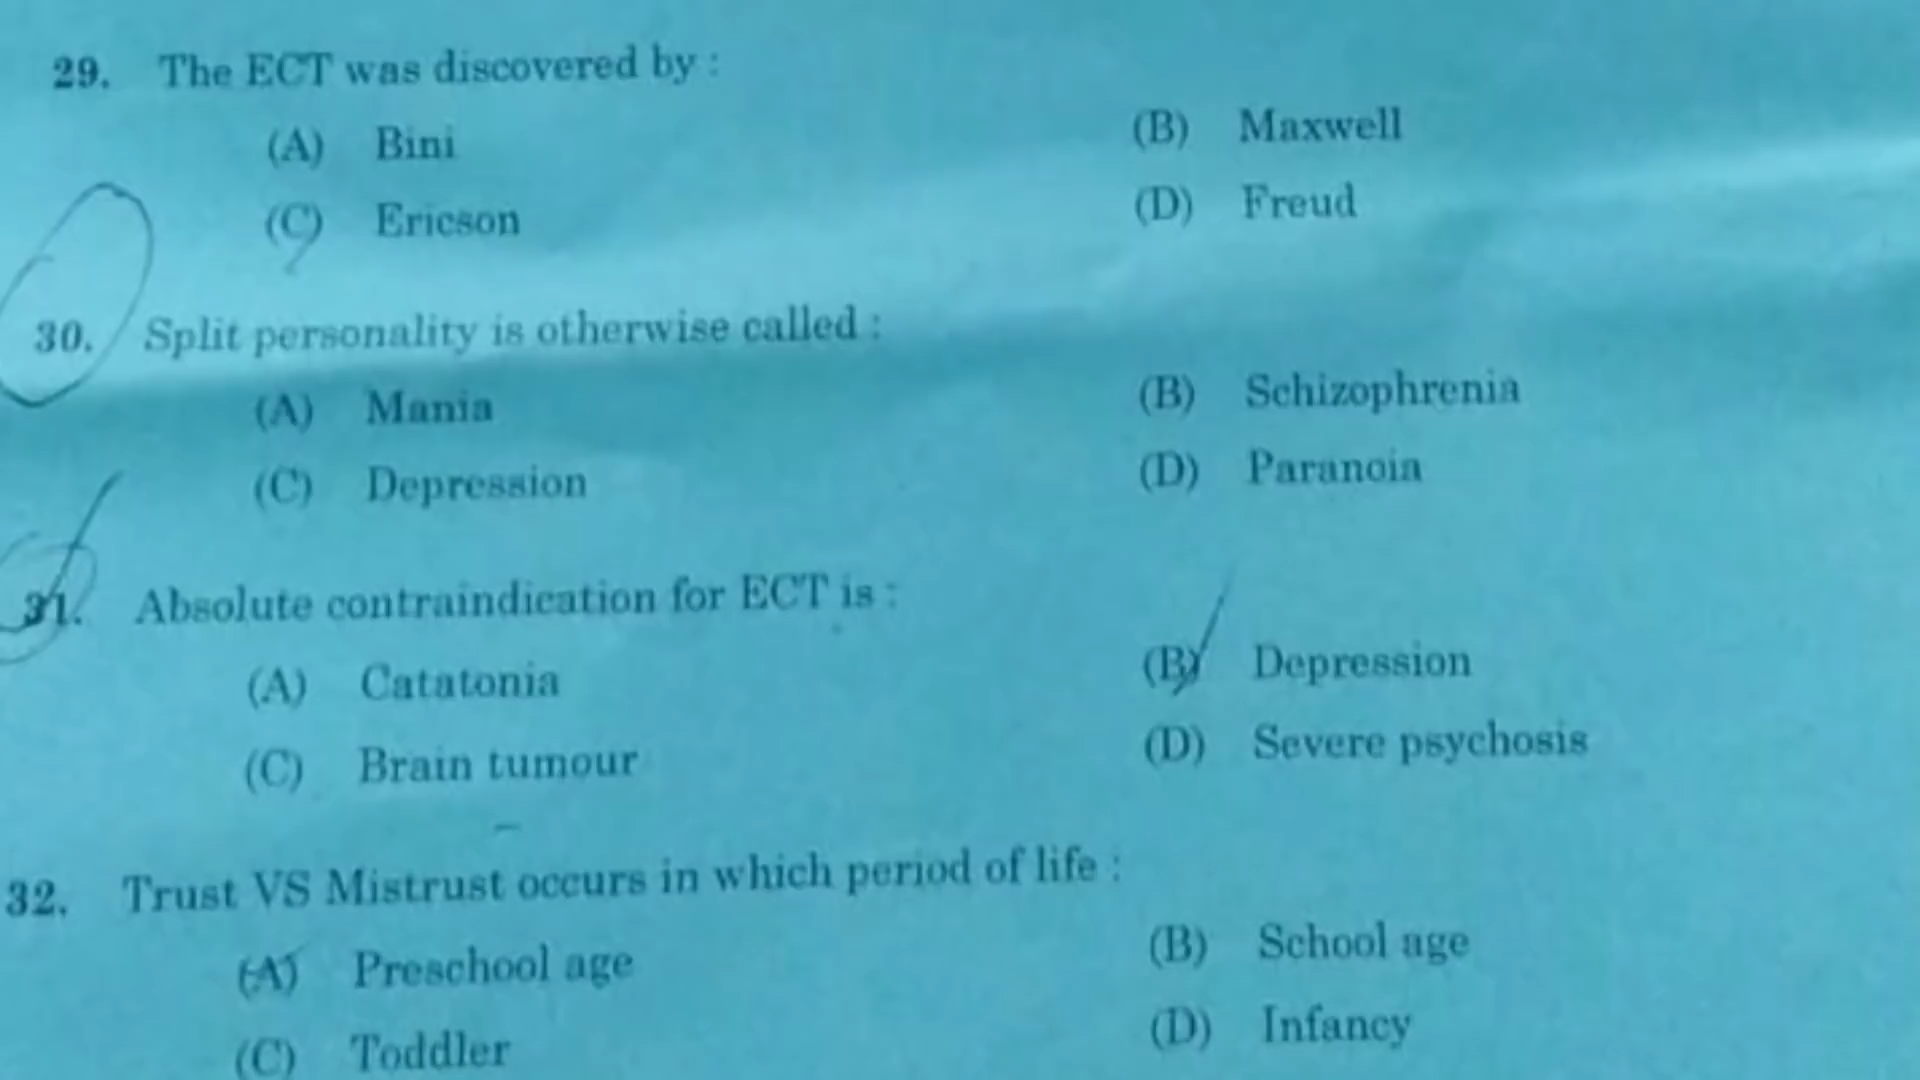 29. The ECT was discovered by :
(A) Bini (B) Maxwell
(C) Ericson (D) Freud
30. Split personality is otherwise called :
(A) Mania (B) Schizophrenia
(C) Depression (D) Paranoia
31. Absolute contraindication for ECT is :
(A) Catatonia (B) Depression
(C) Brain tumour (D) Severe psychosis
32. Trust VS Mistrust occurs in which period of life :
(A) Preschool age (B) School age
(C) Toddler (D) Infancy